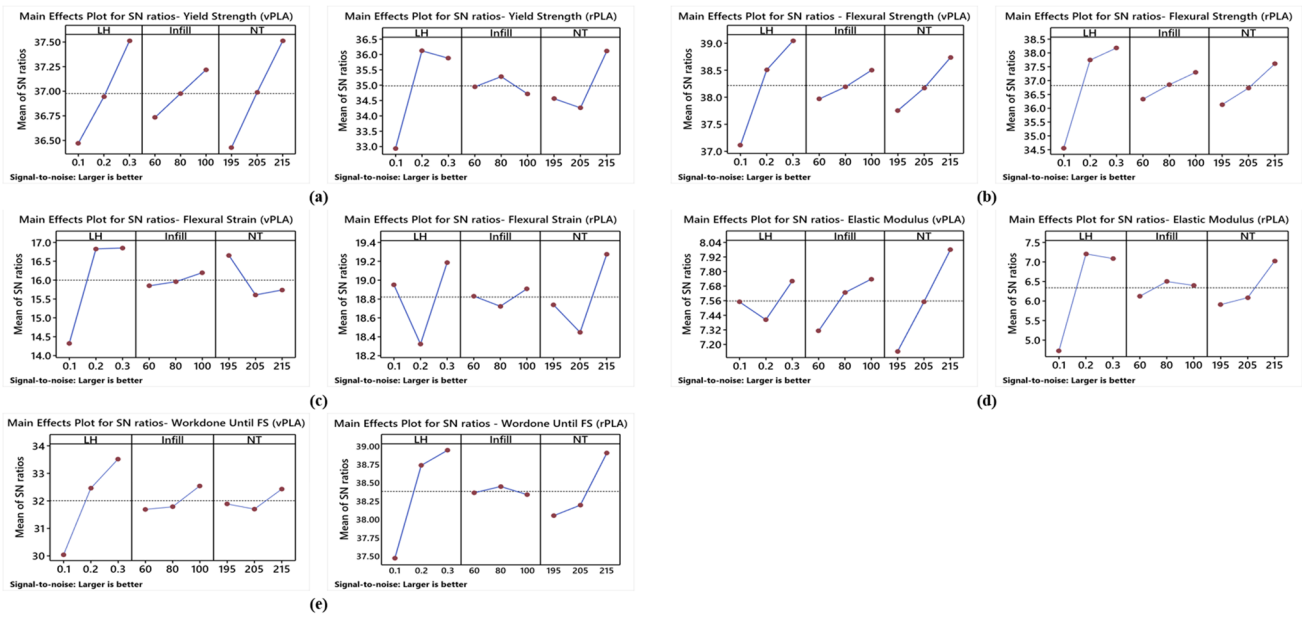 Main Effects Plot for SN ratios- Yield Strength (vPLA)
LH Infill NT
37.50
37.25
37.00
36.75
36.50
Mean of SN ratios
0.1 0.2 0.3 60 80 100 195 205 215
Signal-to-noise: Larger is better
Main Effects Plot for SN ratios- Yield Strength (rPLA)
LH Infill NT
36.5
36.0
35.5
35.0
34.5
34.0
33.5
33.0
Mean of SN ratios
0.1 0.2 0.3 60 80 100 195 205 215
Signal-to-noise: Larger is better
(a)
Main Effects Plot for SN ratios - Flexural Strength (vPLA)
LH Infill NT
39.0
38.5
38.0
37.5
37.0
Mean of SN ratios
0.1 0.2 0.3 60 80 100 195 205 215
Signal-to-noise: Larger is better
Main Effects Plot for SN ratios- Flexural Strength (rPLA)
LH Infill NT
38.5
38.0
37.5
37.0
36.5
36.0
35.5
35.0
34.5
Mean of SN ratios
0.1 0.2 0.3 60 80 100 195 205 215
Signal-to-noise: Larger is better
(b)
Main Effects Plot for SN ratios- Flexural Strain (vPLA)
LH Infill NT
17.0
16.5
16.0
15.5
15.0
14.5
14.0
Mean of SN ratios
0.1 0.2 0.3 60 80 100 195 205 215
Signal-to-noise: Larger is better
Main Effects Plot for SN ratios- Flexural Strain (rPLA)
LH Infill NT
19.4
19.2
19.0
18.8
18.6
18.4
18.2
Mean of SN ratios
0.1 0.2 0.3 60 80 100 195 205 215
Signal-to-noise: Larger is better
(c)
Main Effects Plot for SN ratios- Elastic Modulus (vPLA)
LH Infill NT
8.04
7.92
7.80
7.68
7.56
7.44
7.32
7.20
Mean of SN ratios
0.1 0.2 0.3 60 80 100 195 205 215
Signal-to-noise: Larger is better
Main Effects Plot for SN ratios- Elastic Modulus (rPLA)
LH Infill NT
7.5
7.0
6.5
6.0
5.5
5.0
Mean of SN ratios
0.1 0.2 0.3 60 80 100 195 205 215
Signal-to-noise: Larger is better
(d)
Main Effects Plot for SN ratios- Workdone Until FS (vPLA)
LH Infill NT
34
33
32
31
30
Mean of SN ratios
0.1 0.2 0.3 60 80 100 195 205 215
Signal-to-noise: Larger is better
Main Effects Plot for SN ratios - Wordone Until FS (rPLA)
LH Infill NT
39.00
38.75
38.50
38.25
38.00
37.75
37.50
Mean of SN ratios
0.1 0.2 0.3 60 80 100 195 205 215
Signal-to-noise: Larger is better
(e)